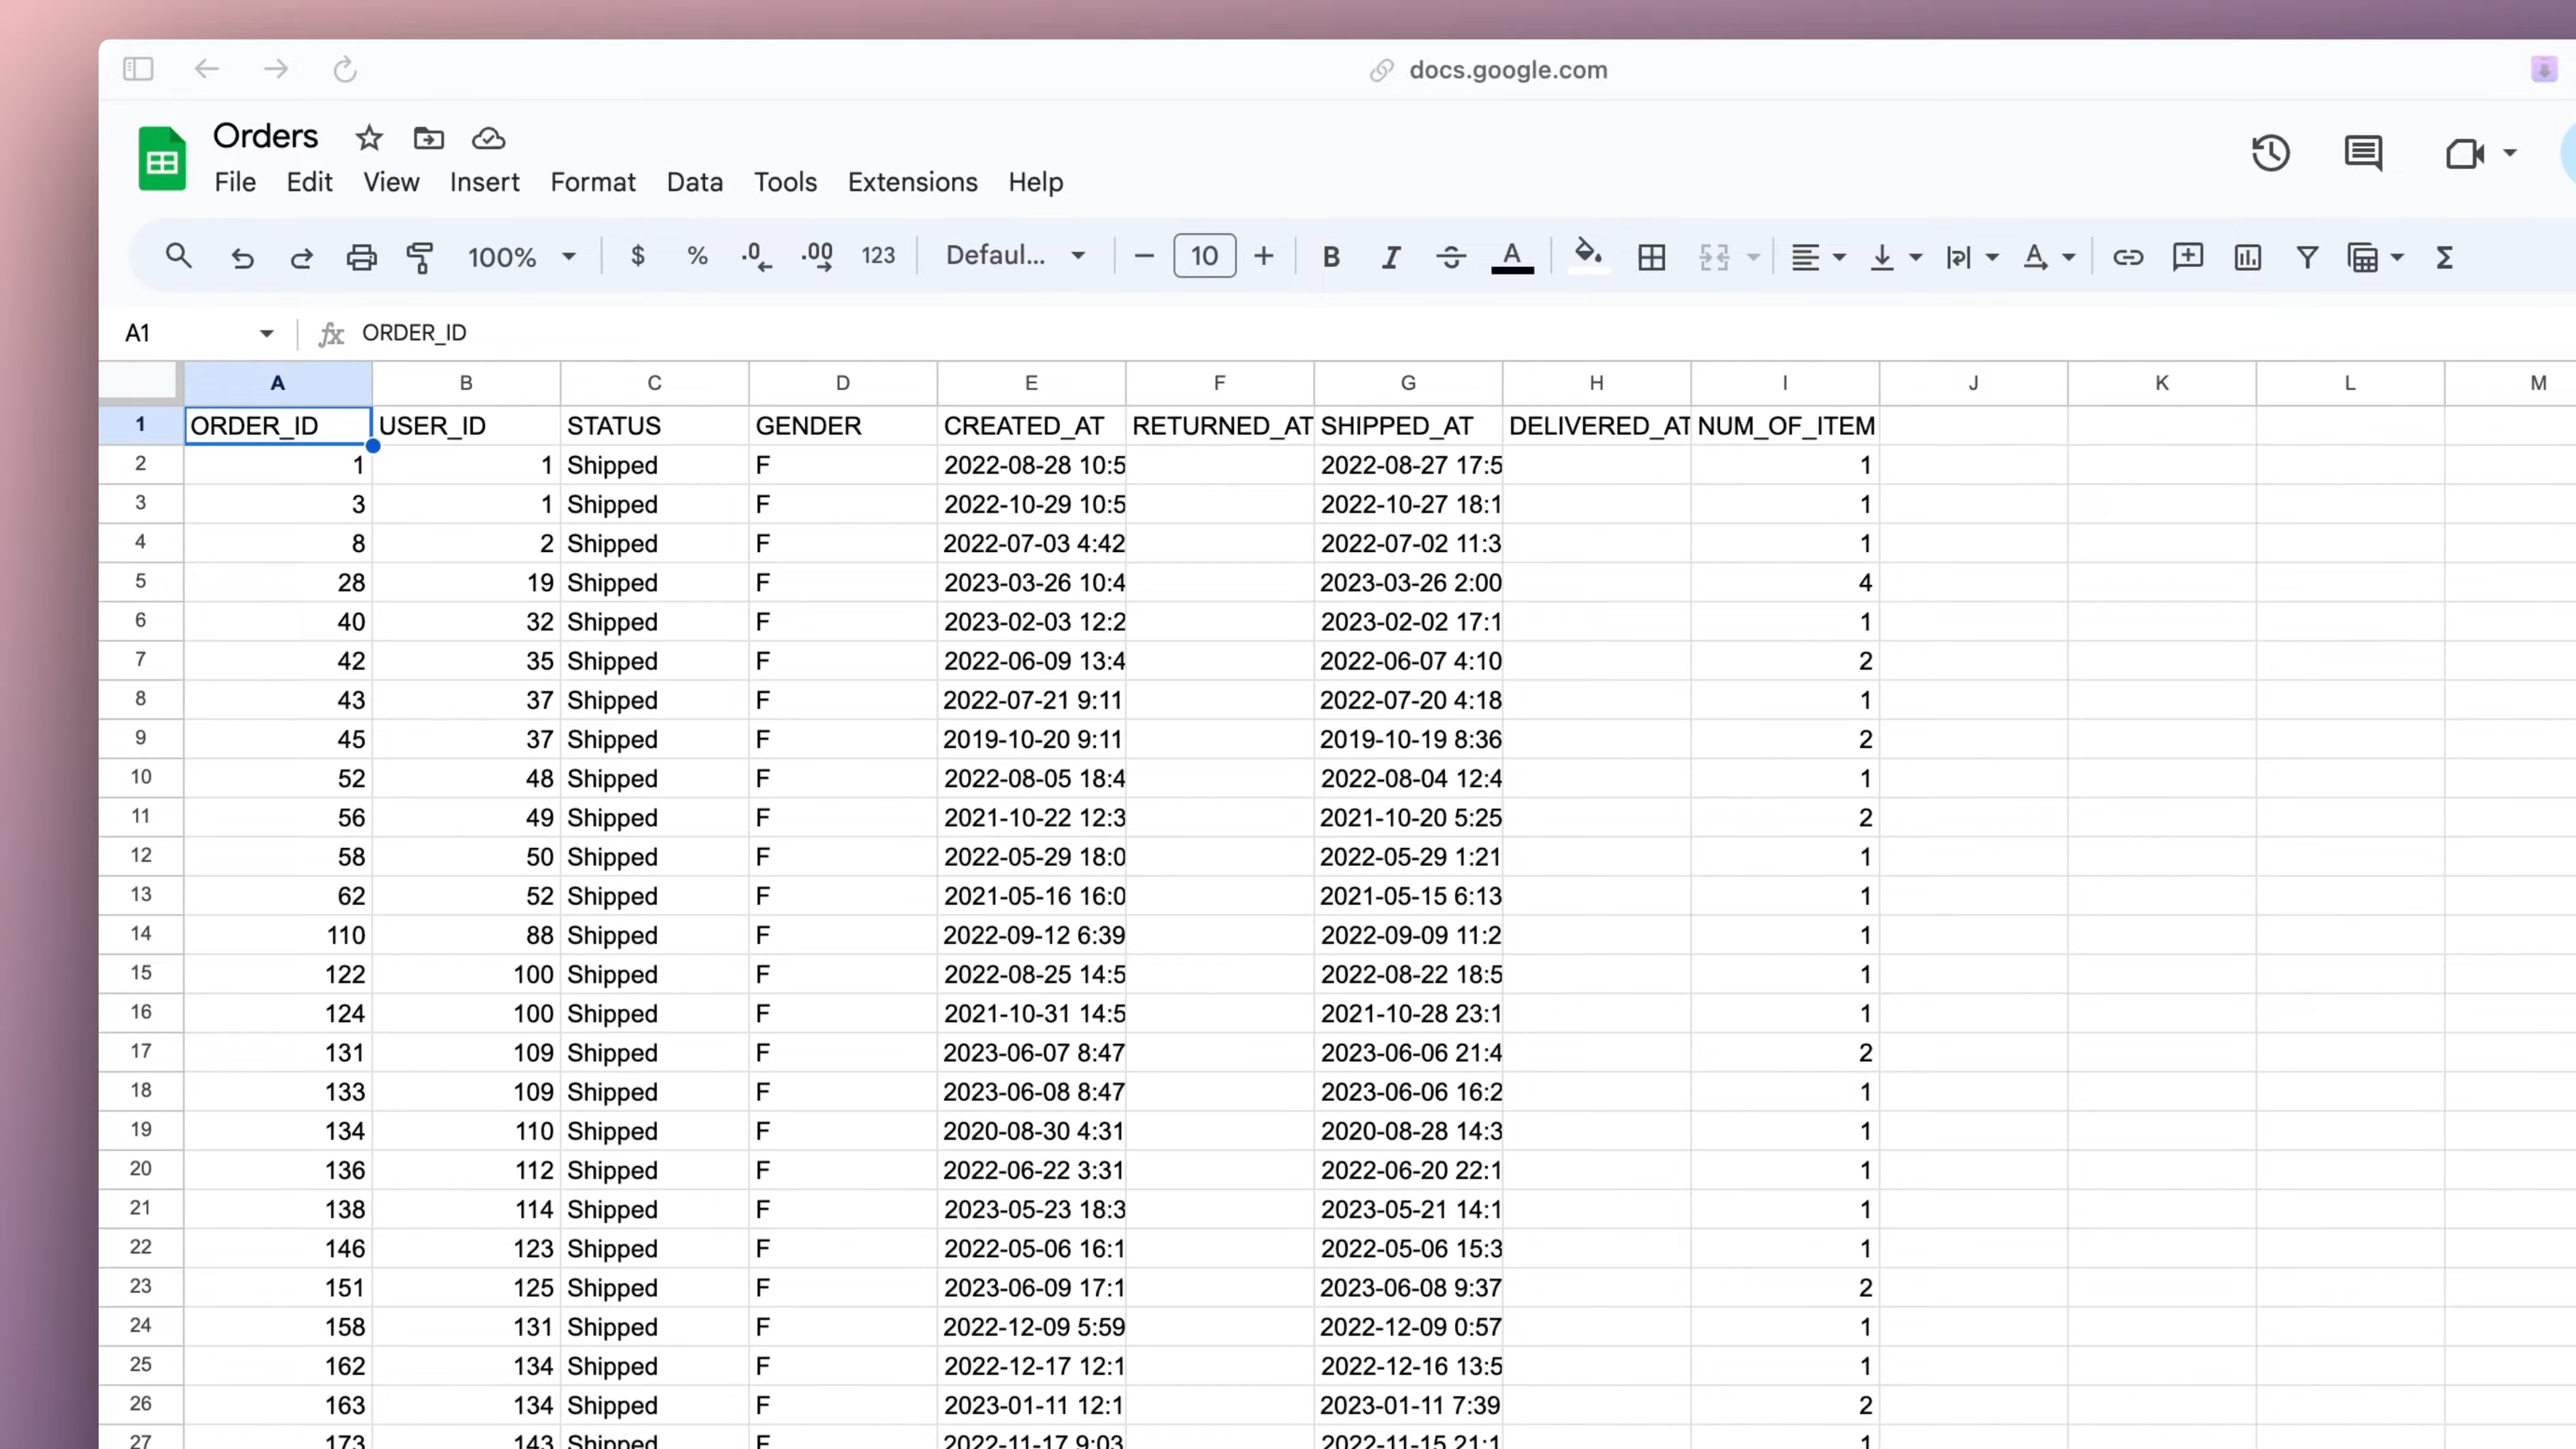 docs.google.com
Orders
File Edit View Insert Format Data Tools Extensions Help
100% $ % .0 .00 123 Defaul... 10 B I A A Σ
A1 fx ORDER_ID
A B C D E F G H I J K L M
1 ORDER_ID USER_ID STATUS GENDER CREATED_AT RETURNED_AT SHIPPED_AT DELIVERED_AT NUM_OF_ITEM
2 1 1 Shipped F 2022-08-28 10:5 2022-08-27 17:5 1
3 3 1 Shipped F 2022-10-29 10:5 2022-10-27 18:1 1
4 8 2 Shipped F 2022-07-03 4:42 2022-07-02 11:3 1
5 28 19 Shipped F 2023-03-26 10:4 2023-03-26 2:00 4
6 40 32 Shipped F 2023-02-03 12:2 2023-02-02 17:1 1
7 42 35 Shipped F 2022-06-09 13:4 2022-06-07 4:10 2
8 43 37 Shipped F 2022-07-21 9:11 2022-07-20 4:18 1
9 45 37 Shipped F 2019-10-20 9:11 2019-10-19 8:36 2
10 52 48 Shipped F 2022-08-05 18:4 2022-08-04 12:4 1
11 56 49 Shipped F 2021-10-22 12:3 2021-10-20 5:25 2
12 58 50 Shipped F 2022-05-29 18:0 2022-05-29 1:21 1
13 62 52 Shipped F 2021-05-16 16:0 2021-05-15 6:13 1
14 110 88 Shipped F 2022-09-12 6:39 2022-09-09 11:2 1
15 122 100 Shipped F 2022-08-25 14:5 2022-08-22 18:5 1
16 124 100 Shipped F 2021-10-31 14:5 2021-10-28 23:1 1
17 131 109 Shipped F 2023-06-07 8:47 2023-06-06 21:4 2
18 133 109 Shipped F 2023-06-08 8:47 2023-06-06 16:2 1
19 134 110 Shipped F 2020-08-30 4:31 2020-08-28 14:3 1
20 136 112 Shipped F 2022-06-22 3:31 2022-06-20 22:1 1
21 138 114 Shipped F 2023-05-23 18:3 2023-05-21 14:1 1
22 146 123 Shipped F 2022-05-06 16:1 2022-05-06 15:3 1
23 151 125 Shipped F 2023-06-09 17:1 2023-06-08 9:37 2
24 158 131 Shipped F 2022-12-09 5:59 2022-12-09 0:57 1
25 162 134 Shipped F 2022-12-17 12:1 2022-12-16 13:5 1
26 163 134 Shipped F 2023-01-11 12:1 2023-01-11 7:39 2
27 173 143 Shipped F 2022-11-17 9:03 2022-11-15 21:1 1